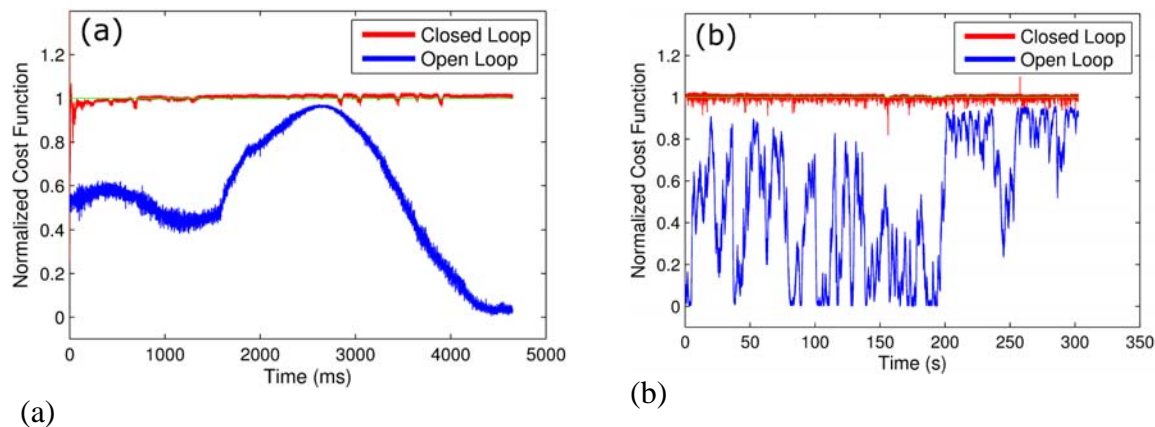 (a)
Closed Loop
Open Loop
1.2
1
0.8
0.6
0.4
0.2
0
Normalized Cost Function
0 1000 2000 3000 4000 5000
Time (ms)
(a)
(b)
Closed Loop
Open Loop
1.2
1
0.8
0.6
0.4
0.2
0
Normalized Cost Function
0 50 100 150 200 250 300 350
Time (s)
(b)